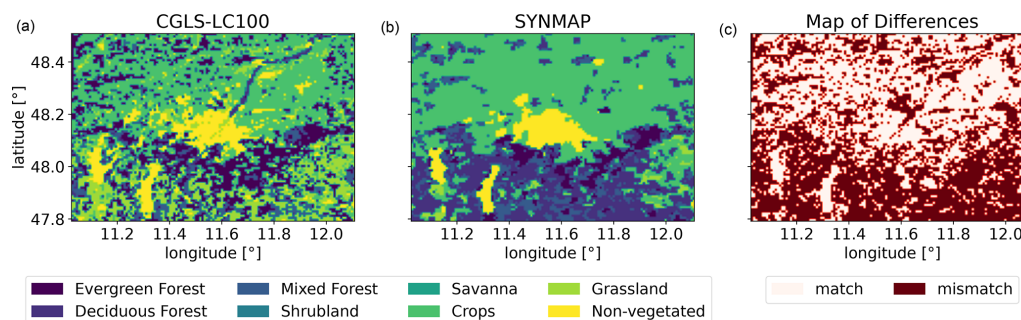 (a) CGLS-LC100 (b) SYNMAP (c) Map of Differences
48.4
48.2
48.0
47.8
latitude [°]
11.2 11.4 11.6 11.8 12.0 11.2 11.4 11.6 11.8 12.0 11.2 11.4 11.6 11.8 12.0
longitude [°] longitude [°] longitude [°]
Evergreen Forest Mixed Forest Savanna Grassland match mismatch
Deciduous Forest Shrubland Crops Non-vegetated